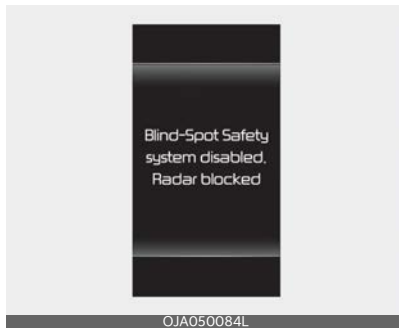 Blind-Spot Safety
system disabled.
Radar blocked
OJA050084L